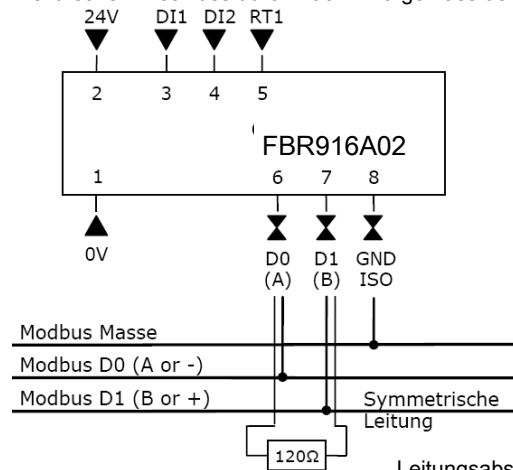 24V DI1 DI2 RT1
2 3 4 5
FBR916A02
1 6 7 8
0V
D0 D1 GND
(A) (B) ISO
Modbus Masse
Modbus D0 (A or -)
Modbus D1 (B or +)
Symmetrische
Leitung
120Ω
Leitungsabs